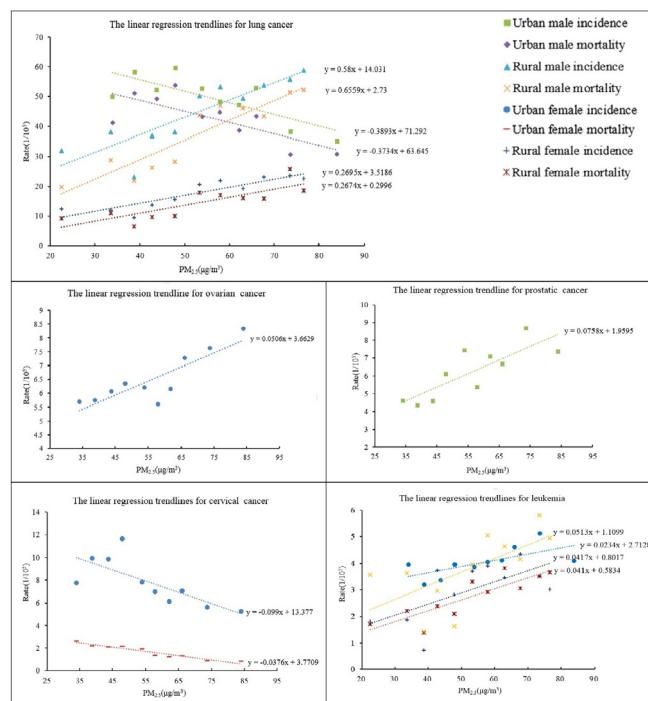 The linear regression trendlines for lung cancer
Rate(1/10⁵)
70
60
50
40
30
20
10
0
20 30 40 50 60 70 80 90
PM₂.₅(μg/m³)
y = 0.58x + 14.031
y = 0.6559x + 2.73
y = -0.3893x + 71.292
y = -0.3734x + 63.645
y = 0.2695x + 3.5186
y = 0.2674x + 0.2996
Urban male incidence
Urban male mortality
Rural male incidence
Rural male mortality
Urban female incidence
Urban female mortality
Rural female incidence
Rural female mortality
The linear regression trendline for ovarian cancer
Rate(1/10⁵)
9
8.5
8
7.5
7
6.5
6
5.5
5
4.5
4
25 35 45 55 65 75 85 95
PM₂.₅(μg/m³)
y = 0.0506x + 3.6629
The linear regression trendline for prostatic cancer
Rate(1/10⁵)
10
9
8
7
6
5
4
3
2
25 35 45 55 65 75 85 95
PM₂.₅(μg/m³)
y = 0.0758x + 1.9595
The linear regression trendlines for cervical cancer
Rate(1/10⁵)
14
12
10
8
6
4
2
0
25 35 45 55 65 75 85 95
PM₂.₅(μg/m³)
y = -0.099x + 13.377
y = -0.0376x + 3.7709
The linear regression trendlines for leukemia
Rate(1/10⁵)
6
5
4
3
2
1
0
20 30 40 50 60 70 80 90
PM₂.₅(μg/m³)
y = 0.0513x + 1.1099
y = 0.0234x + 2.7128
y = 0.0417x + 0.8017
y = 0.041x + 0.5834